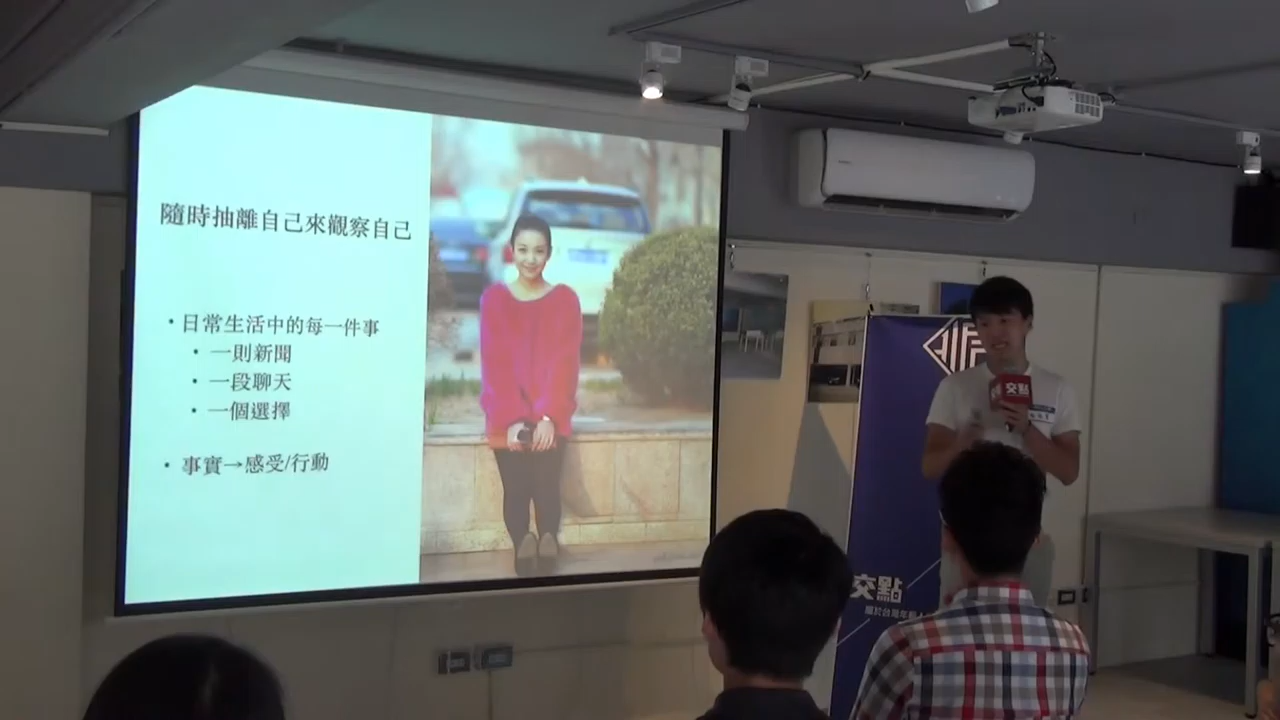 隨時抽離自己來觀察自己
• 日常生活中的每一件事
• 一則新聞
• 一段聊天
• 一個選擇
• 事實→感受/行動
交點
交點